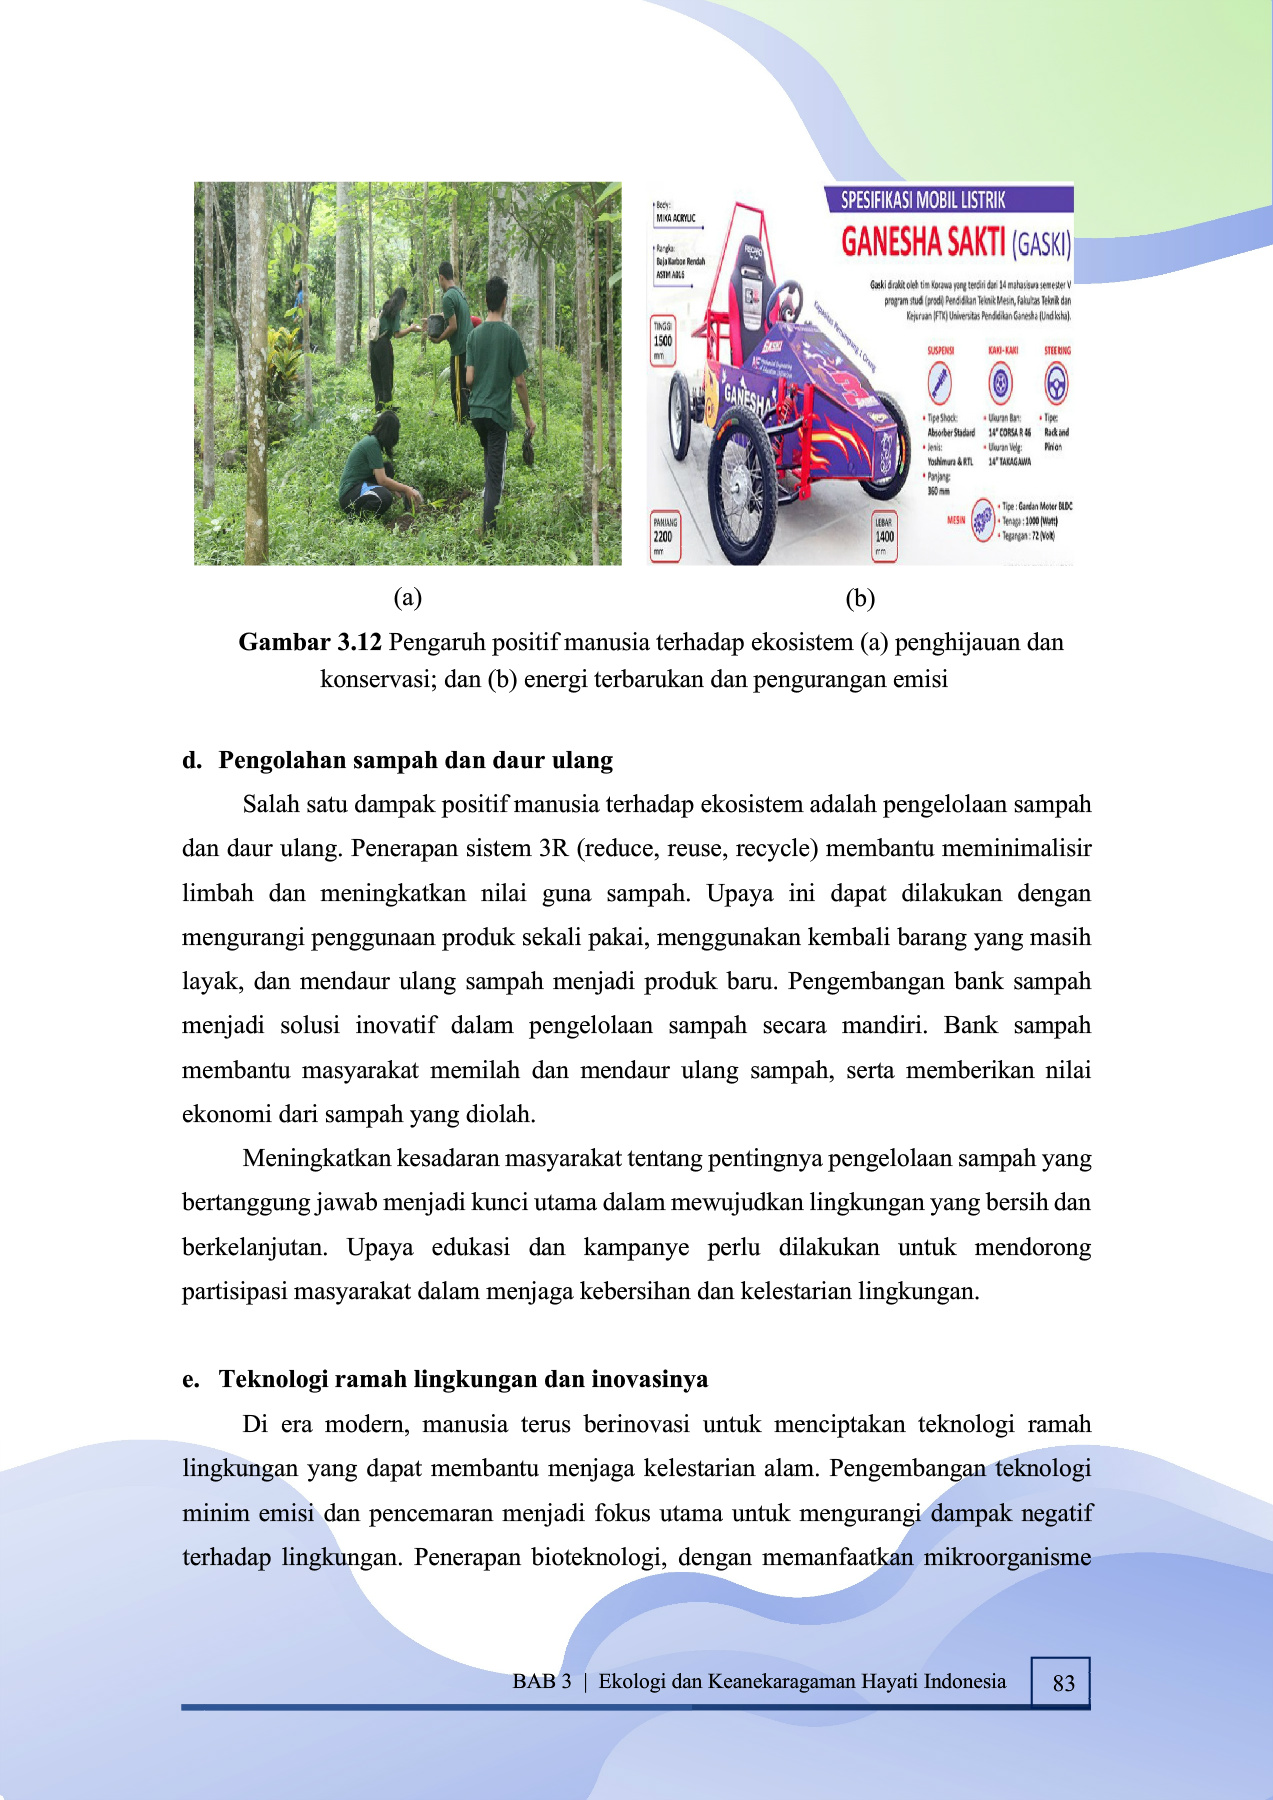 Body:
MIKA ACRYLIC
Rangka:
Baja Karbon Rendah
ASTM A016
TINGGI
1500
mm
PANJANG
2200
mm
LEBAR
1400
mm
Kapasitas Penumpang 1 Orang
RECARO
GANESHA
SPESIFIKASI MOBIL LISTRIK
GANESHA SAKTI (GASKI)
Gaski dirakit oleh tim Korawa yang terdiri dari 14 mahasiswa semester V
program studi (prodi) Pendidikan Teknik Mesin, Fakultas Teknik dan
Kejuruan (FTK) Universitas Pendidikan Ganesha (Undiksha).
SUSPENSI
• Tipe Shock:
Absorber Stadard
• Jenis:
Yoshimura & RTL
• Panjang:
360 mm
KAKI-KAKI
• Ukuran Ban:
14" CORSA R 46
• Ukuran Velg:
14" TAKAGAWA
STEERING
• Tipe:
Rack and
Pinion
MESIN
• Tipe : Gardan Motor BLDC
• Tenaga : 1000 (Watt)
• Tegangan : 72 (Volt)
(a)
(b)
Gambar 3.12 Pengaruh positif manusia terhadap ekosistem (a) penghijauan dan
konservasi; dan (b) energi terbarukan dan pengurangan emisi
d. Pengolahan sampah dan daur ulang
Salah satu dampak positif manusia terhadap ekosistem adalah pengelolaan sampah
dan daur ulang. Penerapan sistem 3R (reduce, reuse, recycle) membantu meminimalisir
limbah dan meningkatkan nilai guna sampah. Upaya ini dapat dilakukan dengan
mengurangi penggunaan produk sekali pakai, menggunakan kembali barang yang masih
layak, dan mendaur ulang sampah menjadi produk baru. Pengembangan bank sampah
menjadi solusi inovatif dalam pengelolaan sampah secara mandiri. Bank sampah
membantu masyarakat memilah dan mendaur ulang sampah, serta memberikan nilai
ekonomi dari sampah yang diolah.
Meningkatkan kesadaran masyarakat tentang pentingnya pengelolaan sampah yang
bertanggung jawab menjadi kunci utama dalam mewujudkan lingkungan yang bersih dan
berkelanjutan. Upaya edukasi dan kampanye perlu dilakukan untuk mendorong
partisipasi masyarakat dalam menjaga kebersihan dan kelestarian lingkungan.
e. Teknologi ramah lingkungan dan inovasinya
Di era modern, manusia terus berinovasi untuk menciptakan teknologi ramah
lingkungan yang dapat membantu menjaga kelestarian alam. Pengembangan teknologi
minim emisi dan pencemaran menjadi fokus utama untuk mengurangi dampak negatif
terhadap lingkungan. Penerapan bioteknologi, dengan memanfaatkan mikroorganisme
BAB 3 | Ekologi dan Keanekaragaman Hayati Indonesia
83